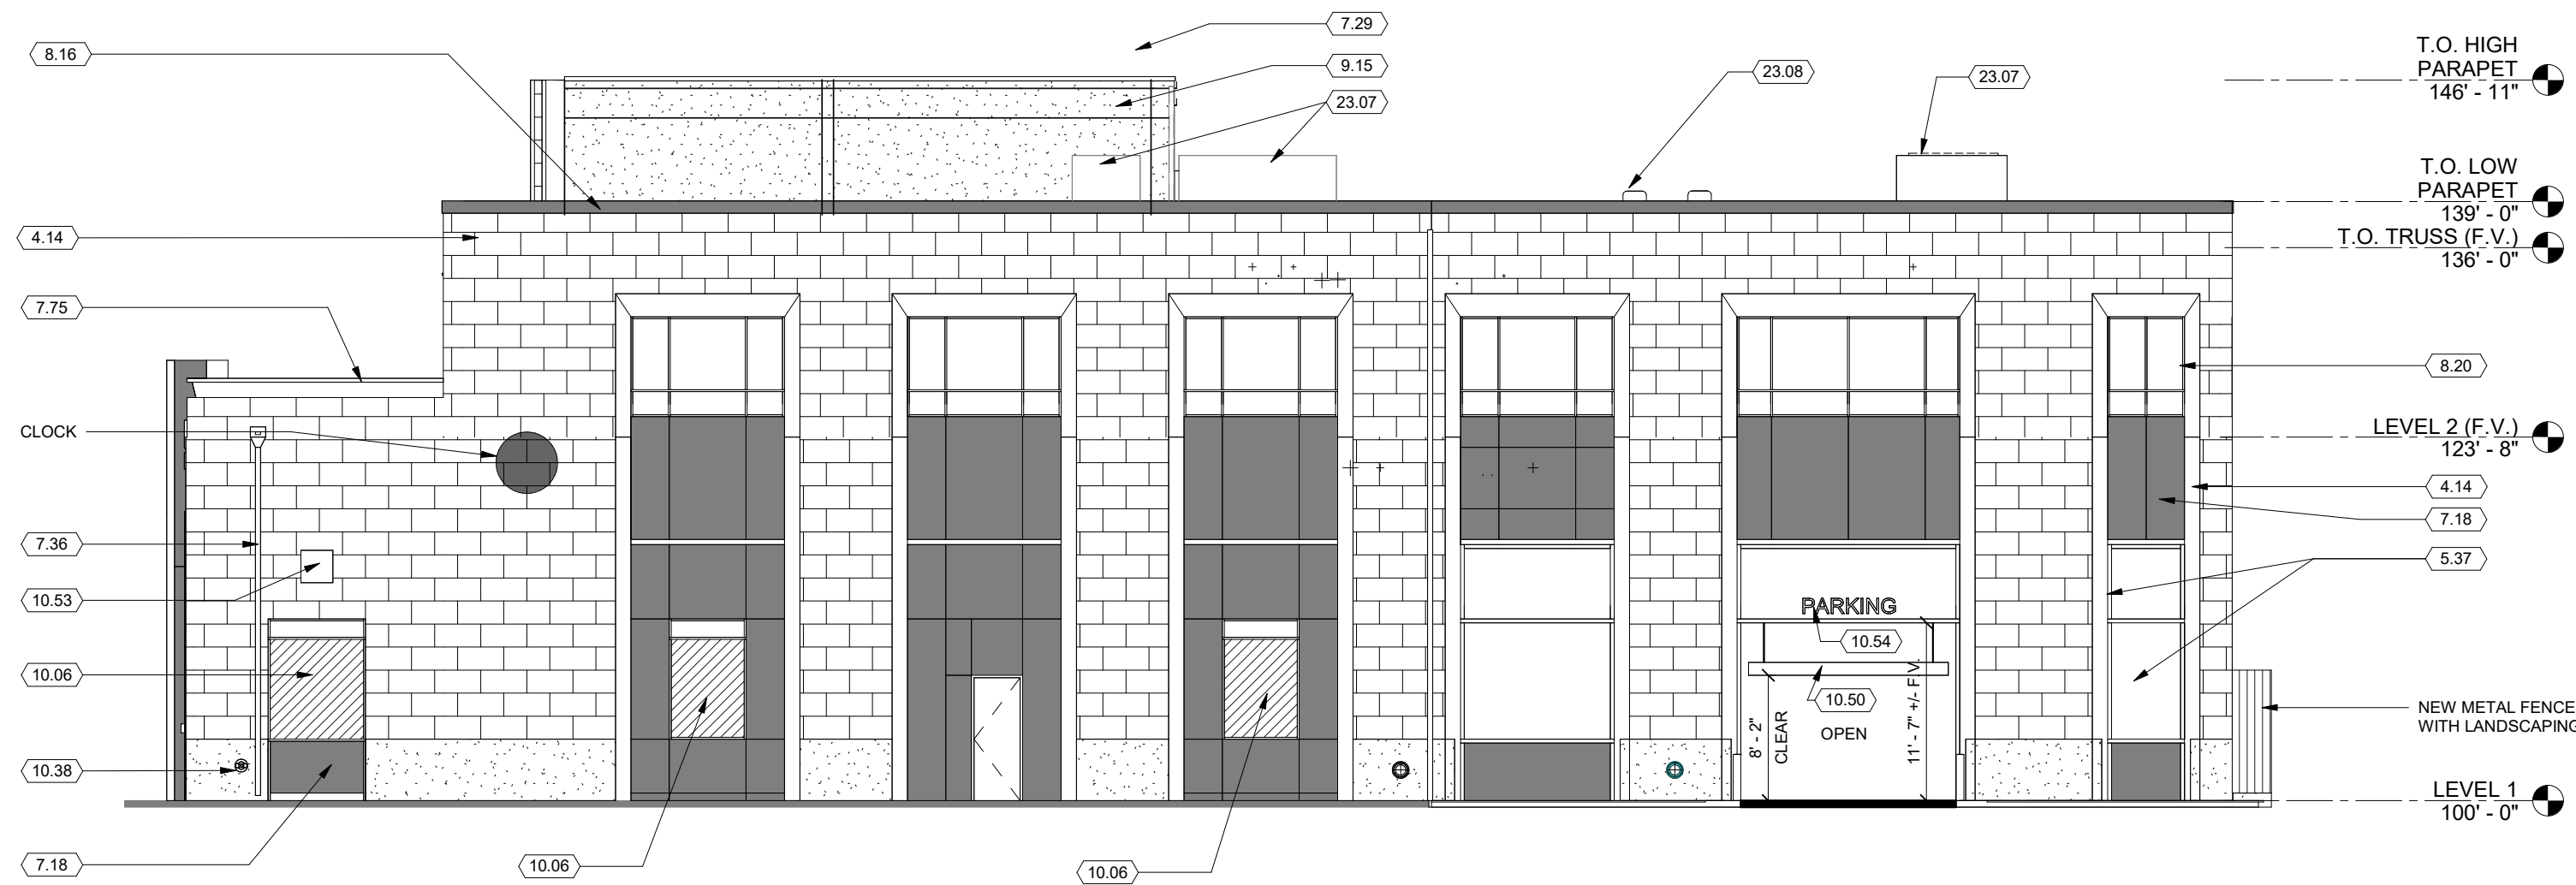 7.29
8.16
9.15
23.07
23.08
23.07
T.O. HIGH
PARAPET
146' - 11"
T.O. LOW
PARAPET
139' - 0"
T.O. TRUSS (F.V.)
136' - 0"
4.14
7.75
8.20
CLOCK
LEVEL 2 (F.V.)
123' - 8"
4.14
7.18
7.36
5.37
10.53
PARKING
10.54
10.06
10.50
OPEN
8' - 2"
CLEAR
11' - 7" +/- F.V.
NEW METAL FENCE
WITH LANDSCAPING
10.38
LEVEL 1
100' - 0"
7.18
10.06
10.06